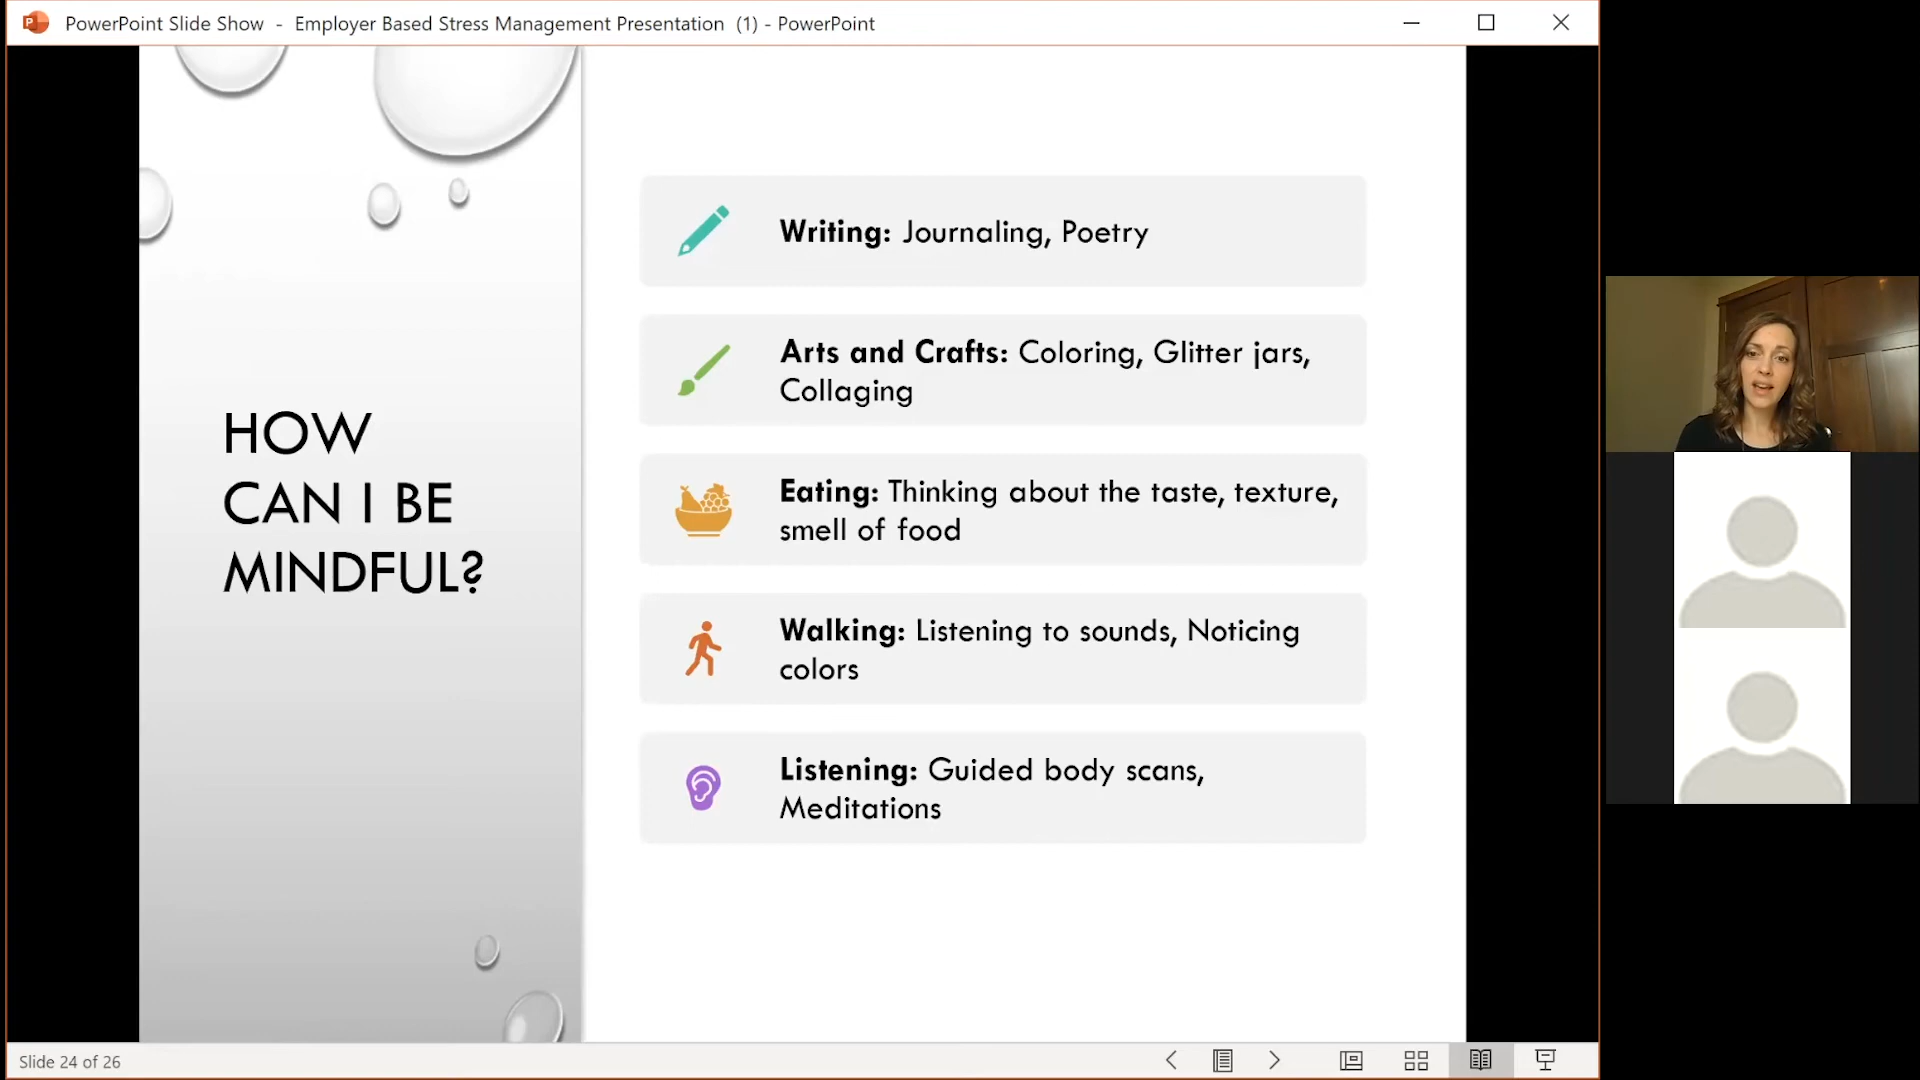 PowerPoint Slide Show - Employer Based Stress Management Presentation (1) - PowerPoint
HOW
CAN I BE
MINDFUL?
Writing: Journaling, Poetry
Arts and Crafts: Coloring, Glitter jars,
Collaging
Eating: Thinking about the taste, texture,
smell of food
Walking: Listening to sounds, Noticing
colors
Listening: Guided body scans,
Meditations
Slide 24 of 26